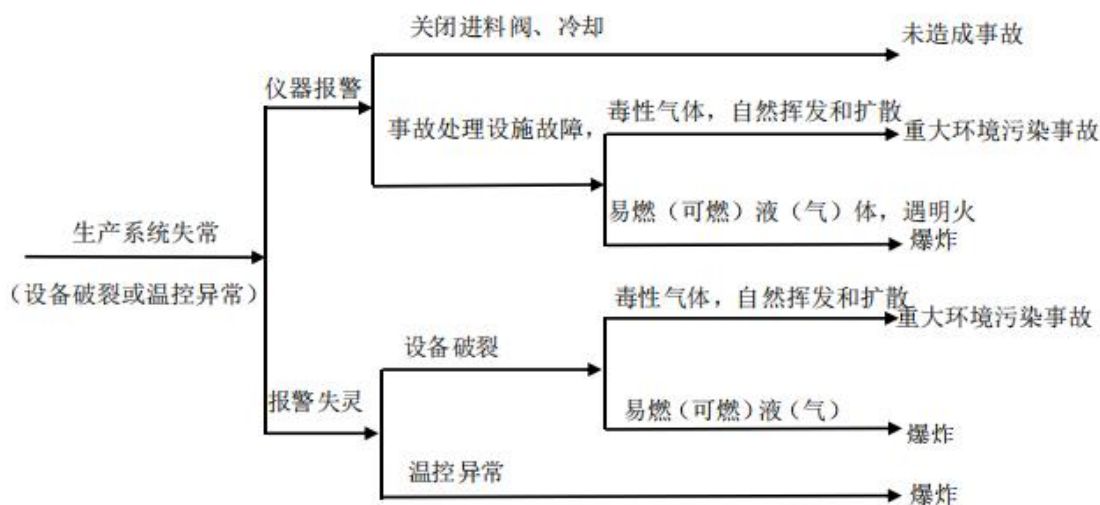 关闭进料阀、冷却
未造成事故
仪器报警
毒性气体，自然挥发和扩散
事故处理设施故障，
重大环境污染事故
易燃（可燃）液（气）体，遇明火
生产系统失常
爆炸
（设备破裂或温控异常）
毒性气体，自然挥发和扩散
重大环境污染事故
设备破裂
报警失灵
易燃（可燃）液（气）
爆炸
温控异常
爆炸